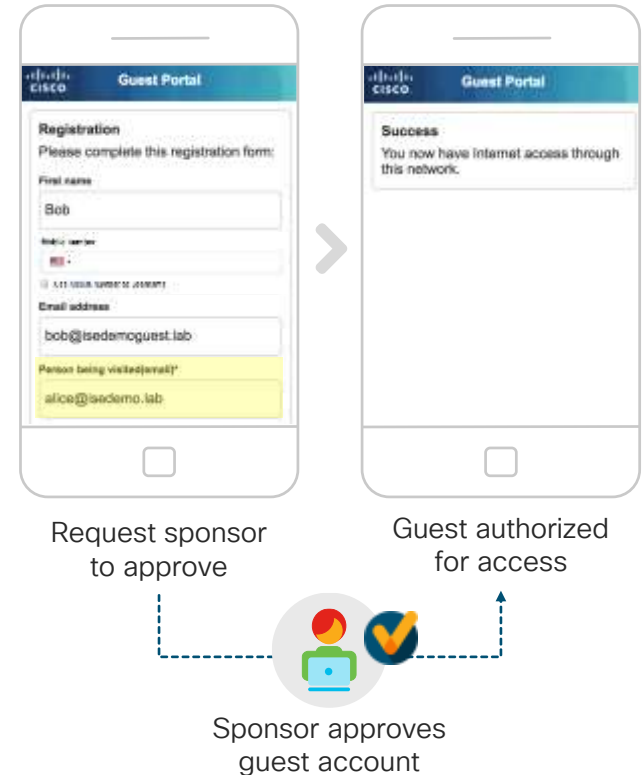 CISCO
Guest Portal
Registration
Please complete this registration form:
First name
Bob
Email address
bob@isedemoguest.lab
Person being visited(email)*
alice@isedemo.lab
CISCO
Guest Portal
Success
You now have Internet access through
this network.
Request sponsor
to approve
Guest authorized
for access
Sponsor approves
guest account